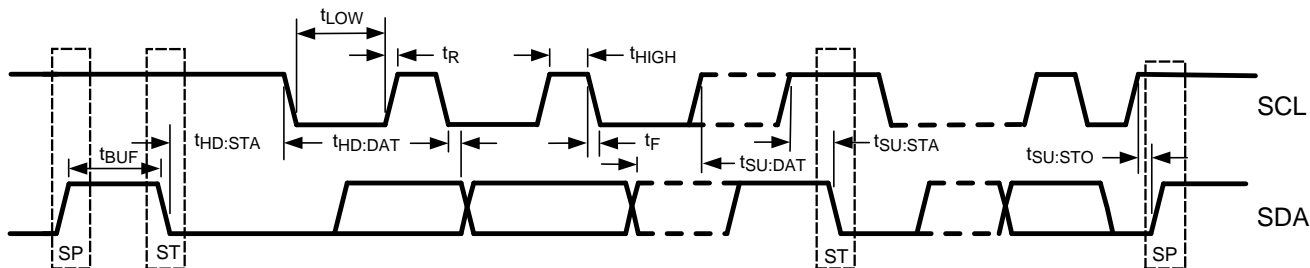 tLOW
tR
tHIGH
SCL
tHD:STA
tHD:DAT
tF
tSU:STA
tBUF
tSU:DAT
tSU:STO
SDA
SP
ST
ST
SP